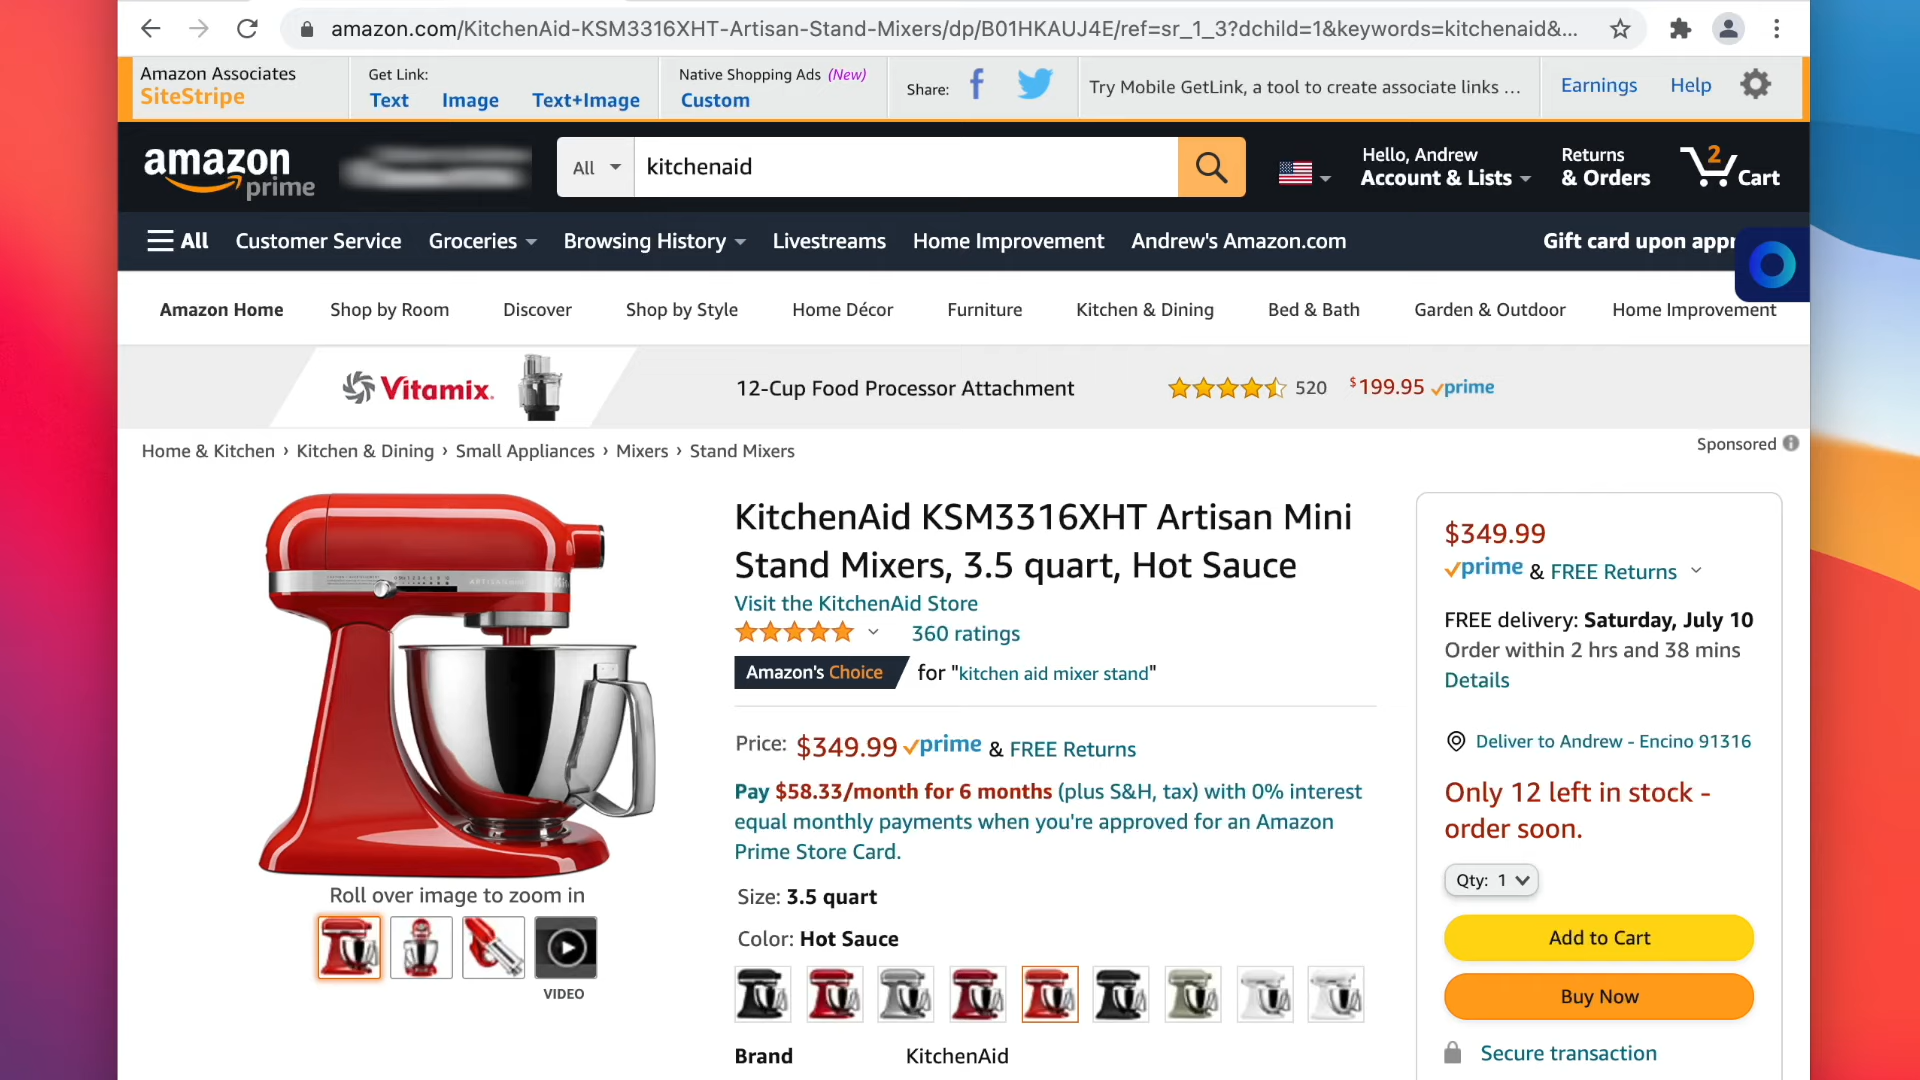 amazon.com/KitchenAid-KSM3316XHT-Artisan-Stand-Mixers/dp/B01HKAUJ4E/ref=sr_1_3?dchild=1&keywords=kitchenaid&...
Amazon Associates
SiteStripe
Get Link:
Text Image Text+Image
Native Shopping Ads (New)
Custom
Share:
Try Mobile GetLink, a tool to create associate links ...
Earnings Help
amazon
prime
All kitchenaid
Hello, Andrew
Account & Lists
Returns
& Orders
2
Cart
All Customer Service Groceries Browsing History Livestreams Home Improvement Andrew's Amazon.com Gift card upon appr
Amazon Home Shop by Room Discover Shop by Style Home Décor Furniture Kitchen & Dining Bed & Bath Garden & Outdoor Home Improvement
Vitamix. 12-Cup Food Processor Attachment 520 $199.95 prime
Sponsored
Home & Kitchen › Kitchen & Dining › Small Appliances › Mixers › Stand Mixers
Roll over image to zoom in
VIDEO
KitchenAid KSM3316XHT Artisan Mini
Stand Mixers, 3.5 quart, Hot Sauce
Visit the KitchenAid Store
360 ratings
Amazon's Choice for "kitchen aid mixer stand"
Price: $349.99 prime & FREE Returns
Pay $58.33/month for 6 months (plus S&H, tax) with 0% interest
equal monthly payments when you're approved for an Amazon
Prime Store Card.
Size: 3.5 quart
Color: Hot Sauce
Brand KitchenAid
$349.99
prime & FREE Returns
FREE delivery: Saturday, July 10
Order within 2 hrs and 38 mins
Details
Deliver to Andrew - Encino 91316
Only 12 left in stock -
order soon.
Qty: 1
Add to Cart
Buy Now
Secure transaction